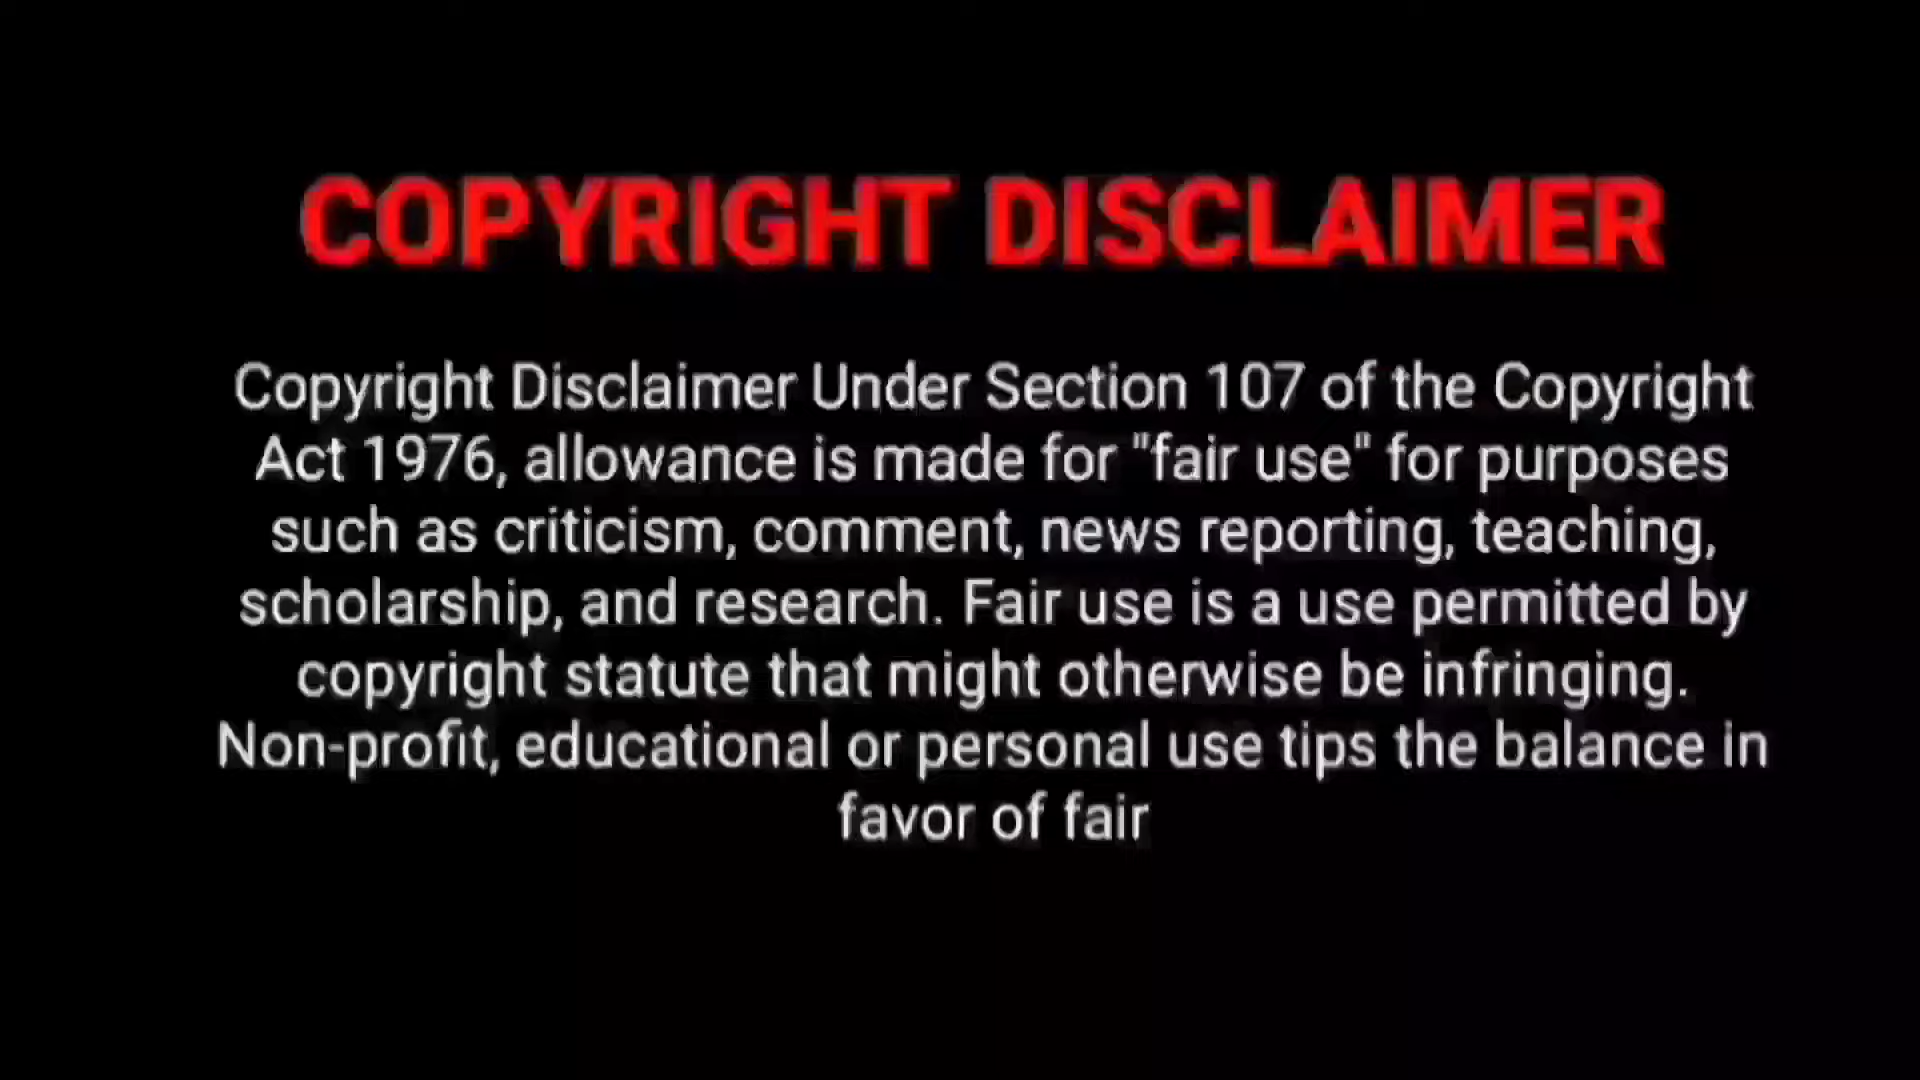 COPYRIGHT DISCLAIMER
Copyright Disclaimer Under Section 107 of the Copyright
Act 1976, allowance is made for "fair use" for purposes
such as criticism, comment, news reporting, teaching,
scholarship, and research. Fair use is a use permitted by
copyright statute that might otherwise be infringing.
Non-profit, educational or personal use tips the balance in
favor of fair